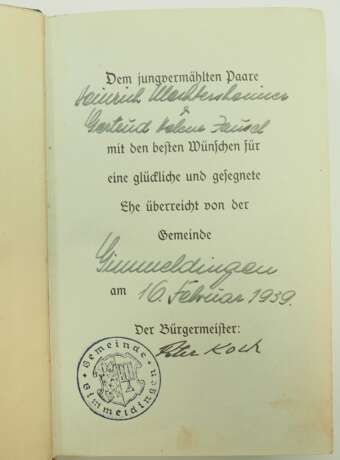 Dem jungvermählten Paare
Heinrich
&
Gertrud
mit den besten Wünschen für
eine glückliche und gesegnete
Ehe überreicht von der
Gemeinde
Gimmeldingen
am 16. Februar 1939.
Der Bürgermeister:
Peter Koch
Gemeinde Gimmeldingen